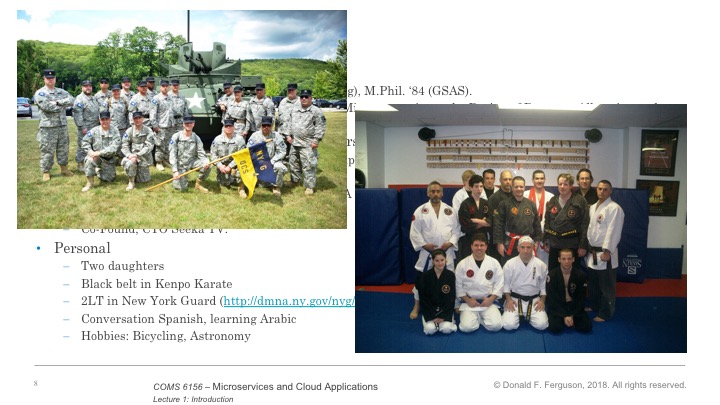 g), M.Phil. ‘84 (GSAS).
Co-Found, CTO Seeka TV.
• Personal
– Two daughters
– Black belt in Kenpo Karate
– 2LT in New York Guard (http://dmna.ny.gov/nyg/
– Conversation Spanish, learning Arabic
– Hobbies: Bicycling, Astronomy
8
COMS 6156 – Microservices and Cloud Applications
Lecture 1: Introduction
© Donald F. Ferguson, 2018. All rights reserved.